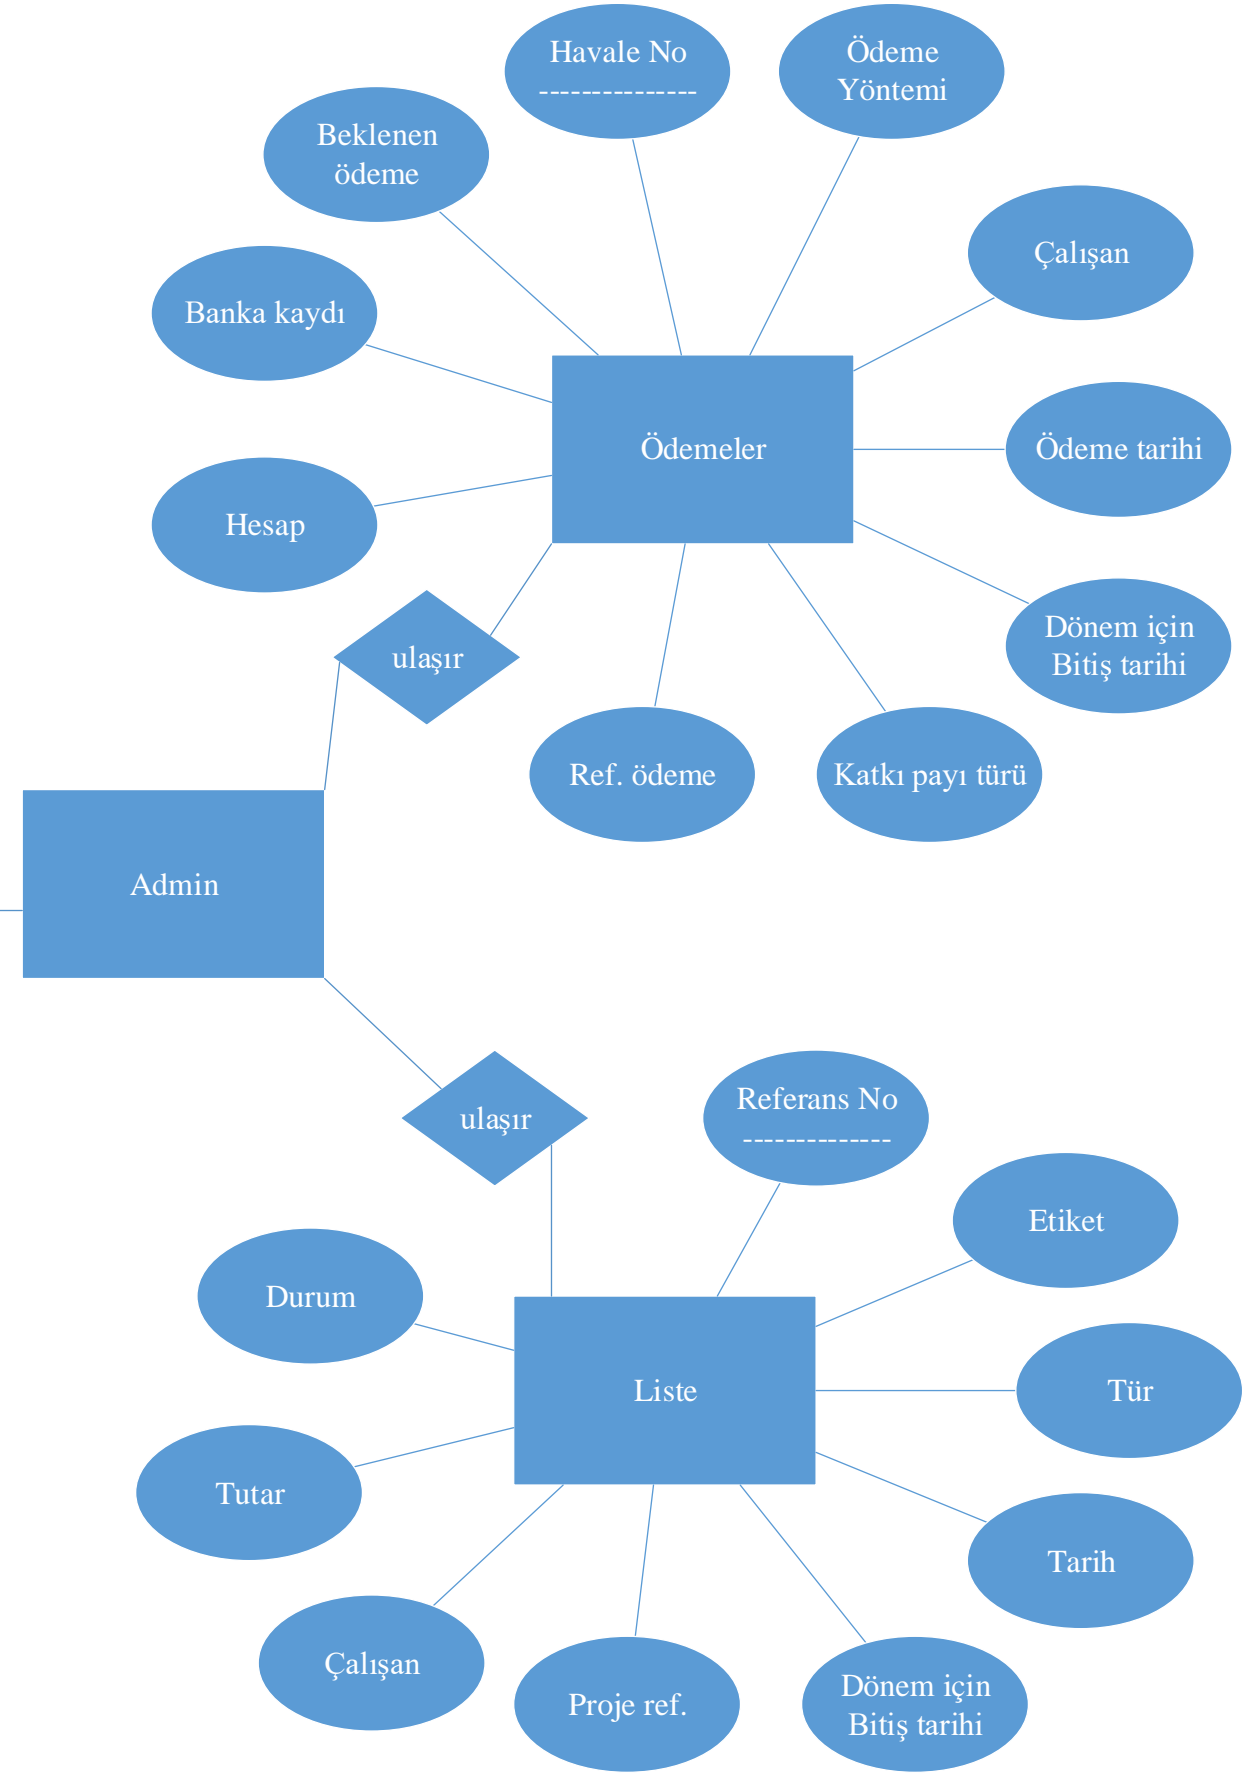 Havale No
---------------
Ödeme
Yöntemi
Beklenen
ödeme
Çalışan
Banka kaydı
Ödemeler
Ödeme tarihi
Hesap
Dönem için
Bitiş tarihi
ulaşır
Ref. ödeme
Katkı payı türü
Admin
Referans No
--------------
ulaşır
Etiket
Durum
Liste
Tür
Tutar
Tarih
Çalışan
Proje ref.
Dönem için
Bitiş tarihi